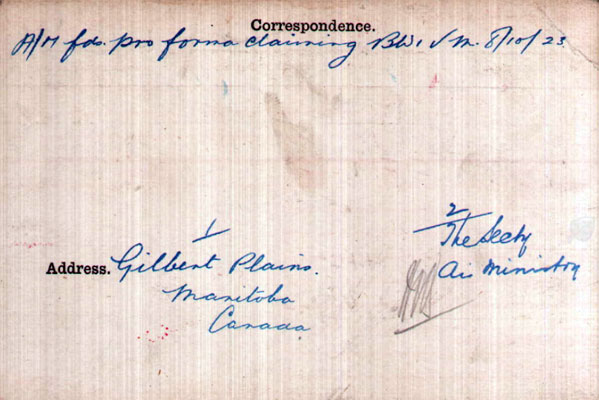 Correspondence.
A/M fds. pro forma claiming BW & VM. 8/10/23
1
Address. Gilbert Plains.
Manitoba
Canada
2
The Secty
Air Ministry